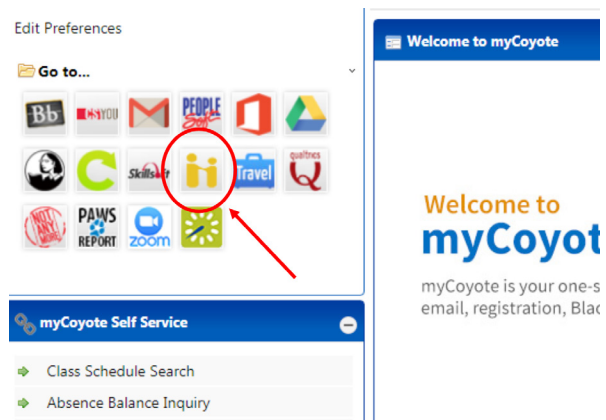 Edit Preferences
Go to...
Bb
YOU
PEOPLE
Soft
Skillsoft
Travel
qualtrics
NOT
ANY
MORE
PAWS
REPORT
zoom
myCoyote Self Service
Class Schedule Search
Absence Balance Inquiry
Welcome to myCoyote
Welcome to
myCoyot
myCoyote is your one-s
email, registration, Blac